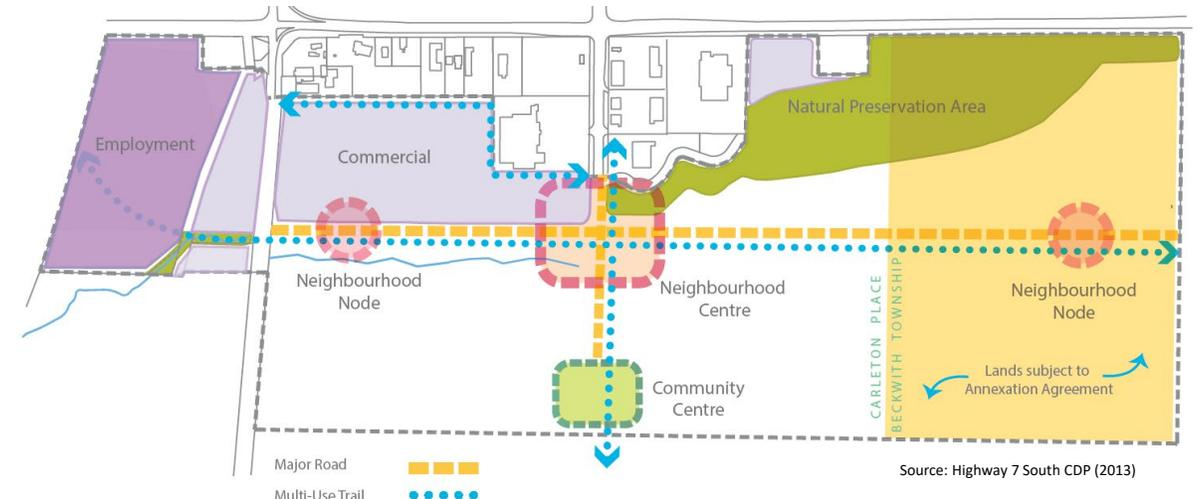 Employment
Commercial
Natural Preservation Area
Neighbourhood
Node
Neighbourhood
Centre
Neighbourhood
Node
CARLETON PLACE
BECKWITH TOWNSHIP
Lands subject to
Annexation Agreement
Community
Centre
Major Road
Source: Highway 7 South CDP (2013)
Multi-Use Trail